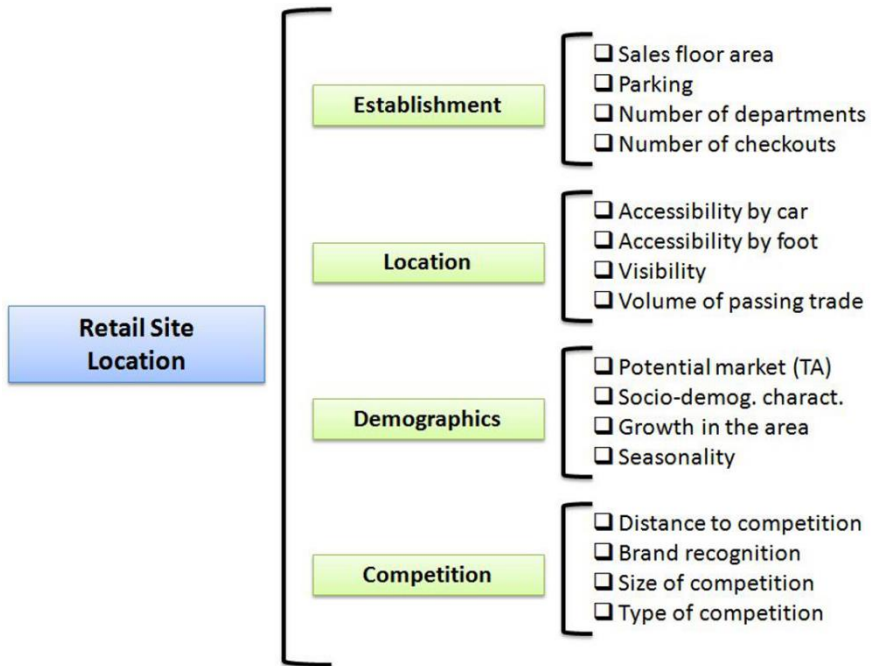 Retail Site
Location
Establishment
Sales floor area
Parking
Number of departments
Number of checkouts
Location
Accessibility by car
Accessibility by foot
Visibility
Volume of passing trade
Demographics
Potential market (TA)
Socio-demog. charact.
Growth in the area
Seasonality
Competition
Distance to competition
Brand recognition
Size of competition
Type of competition